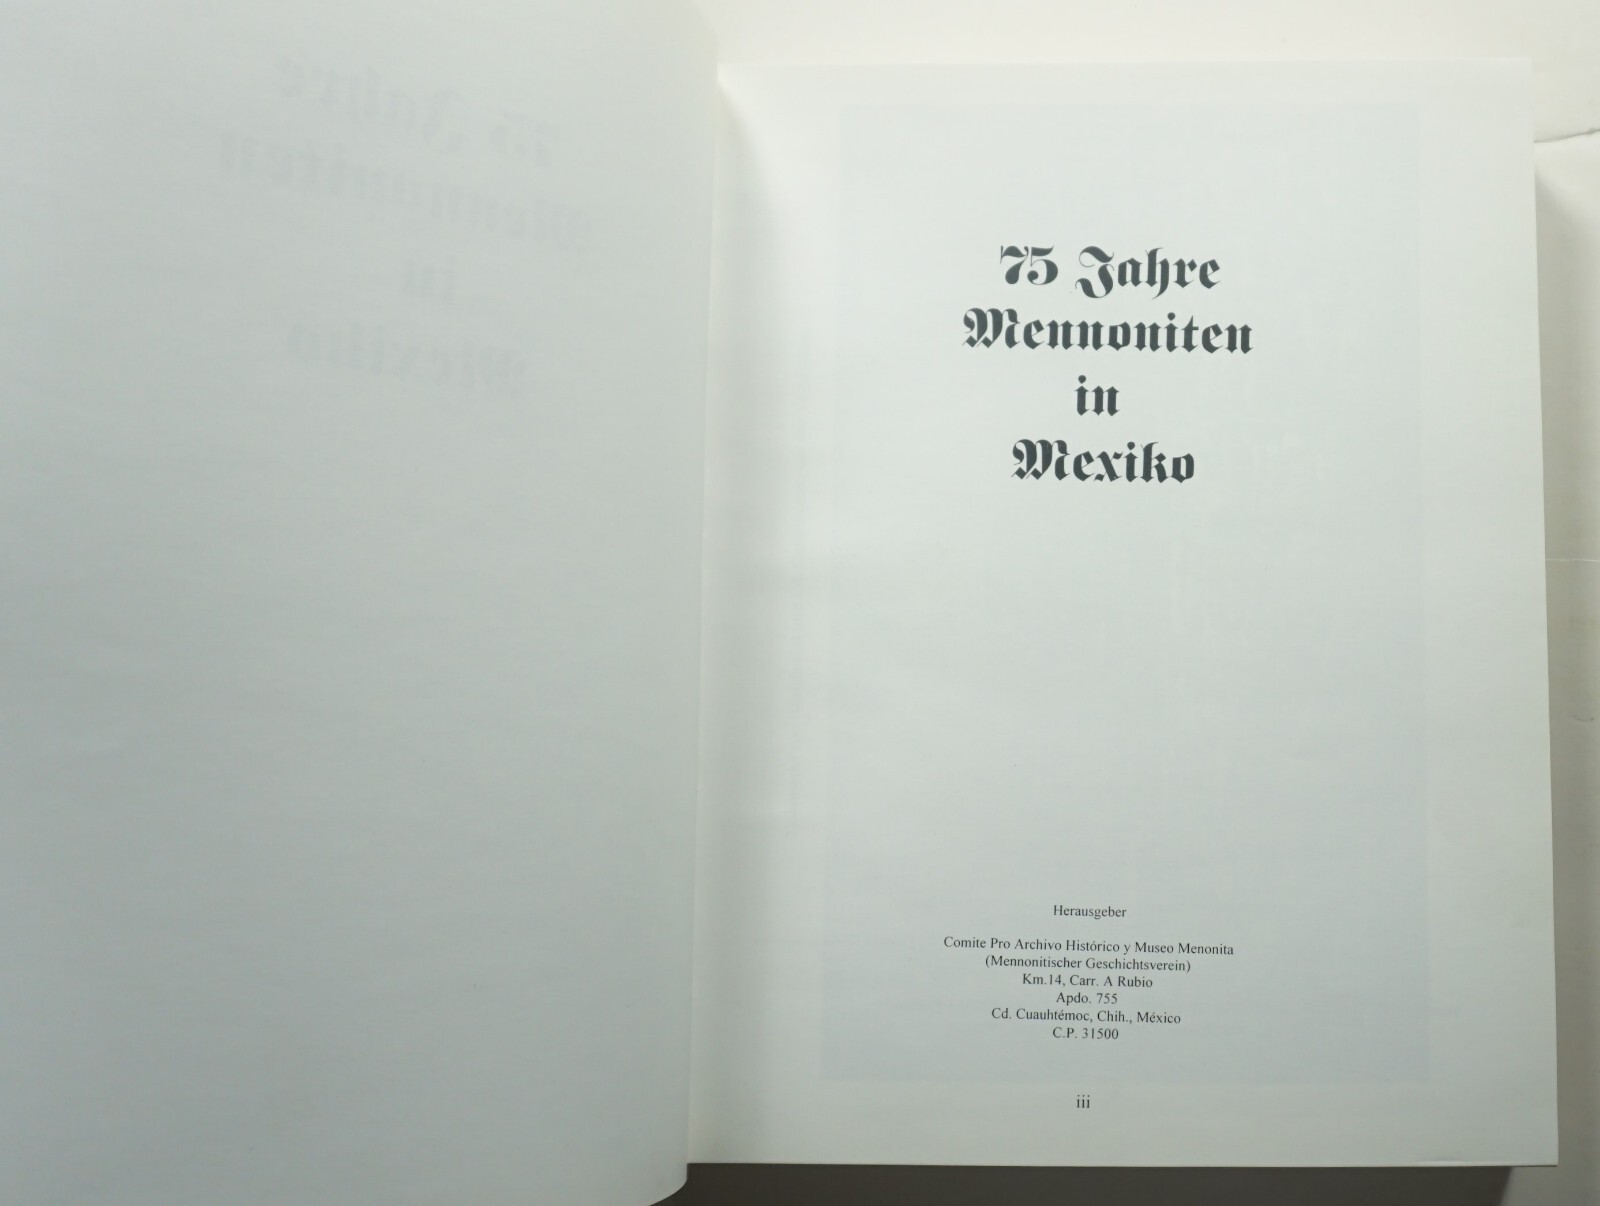 75 Jahre
Mennoniten
in
Mexiko
Herausgeber
Comite Pro Archivo Histórico y Museo Menonita
(Mennonitischer Geschichtsverein)
Km.14, Carr. A Rubio
Apdo. 755
Cd. Cuauhtémoc, Chih., México
C.P. 31500
iii